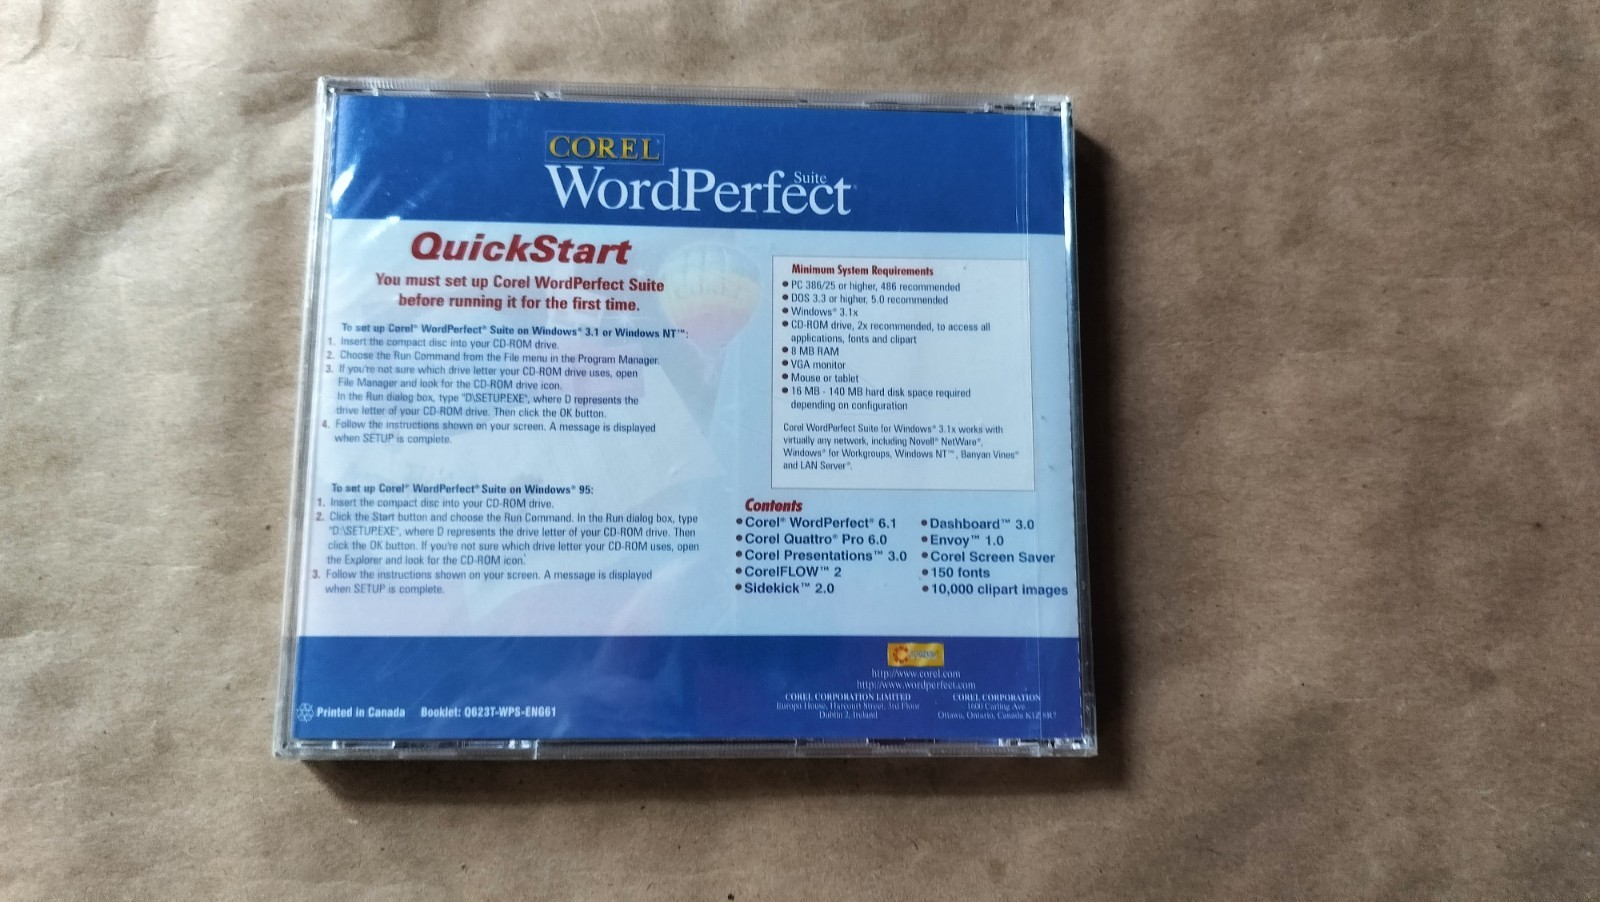 COREL
WordPerfect
Suite
QuickStart
You must set up Corel WordPerfect Suite
before running it for the first time.
To set up Corel® WordPerfect® Suite on Windows® 3.1 or Windows NT™:
1. Insert the compact disc into your CD-ROM drive.
2. Choose the Run Command from the File menu in the Program Manager.
3. If you're not sure which drive letter your CD-ROM drive uses, open
File Manager and look for the CD-ROM drive icon.
In the Run dialog box, type "D\SETUP.EXE", where D represents the
drive letter of your CD-ROM drive. Then click the OK button.
4. Follow the instructions shown on your screen. A message is displayed
when SETUP is complete.
To set up Corel® WordPerfect® Suite on Windows® 95:
1. Insert the compact disc into your CD-ROM drive.
2. Click the Start button and choose the Run Command. In the Run dialog box, type
"D:\SETUP.EXE", where D represents the drive letter of your CD-ROM drive. Then
click the OK button. If you're not sure which drive letter your CD-ROM uses, open
the Explorer and look for the CD-ROM icon.
3. Follow the instructions shown on your screen. A message is displayed
when SETUP is complete.
Minimum System Requirements
• PC 386/25 or higher, 486 recommended
• DOS 3.3 or higher, 5.0 recommended
• Windows® 3.1x
• CD-ROM drive, 2x recommended, to access all
applications, fonts and clipart
• 8 MB RAM
• VGA monitor
• Mouse or tablet
• 16 MB - 140 MB hard disk space required
depending on configuration
Corel WordPerfect Suite for Windows® 3.1x works with
virtually any network, including Novell® NetWare®,
Windows® for Workgroups, Windows NT™, Banyan Vines®
and LAN Server®.
Contents
• Corel® WordPerfect® 6.1
• Corel Quattro® Pro 6.0
• Corel Presentations™ 3.0
• CorelFLOW™ 2
• Sidekick™ 2.0
• Dashboard™ 3.0
• Envoy™ 1.0
• Corel Screen Saver
• 150 fonts
• 10,000 clipart images
http://www.corel.com
http://www.wordperfect.com
COREL CORPORATION LIMITED
Europa House, Harcourt Street, 3rd Floor
Dublin 2, Ireland
COREL CORPORATION
1600 Carling Ave.
Ottawa, Ontario, Canada K1Z 8R7
Printed in Canada
Booklet: Q623T-WPS-ENG61